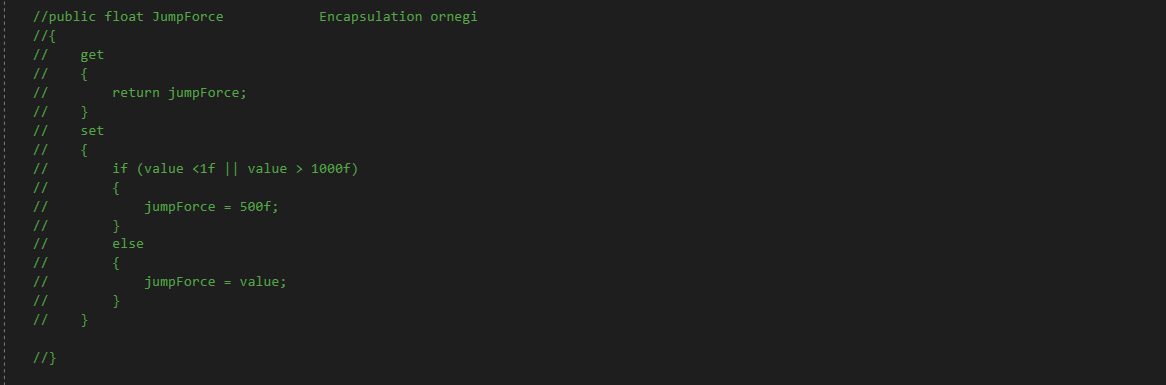 //public float JumpForce            Encapsulation ornegi
//{
//    get
//    {
//        return jumpForce;
//    }
//    set
//    {
//        if (value <1f || value > 1000f)
//        {
//            jumpForce = 500f;
//        }
//        else
//        {
//            jumpForce = value;
//        }
//    }
//}